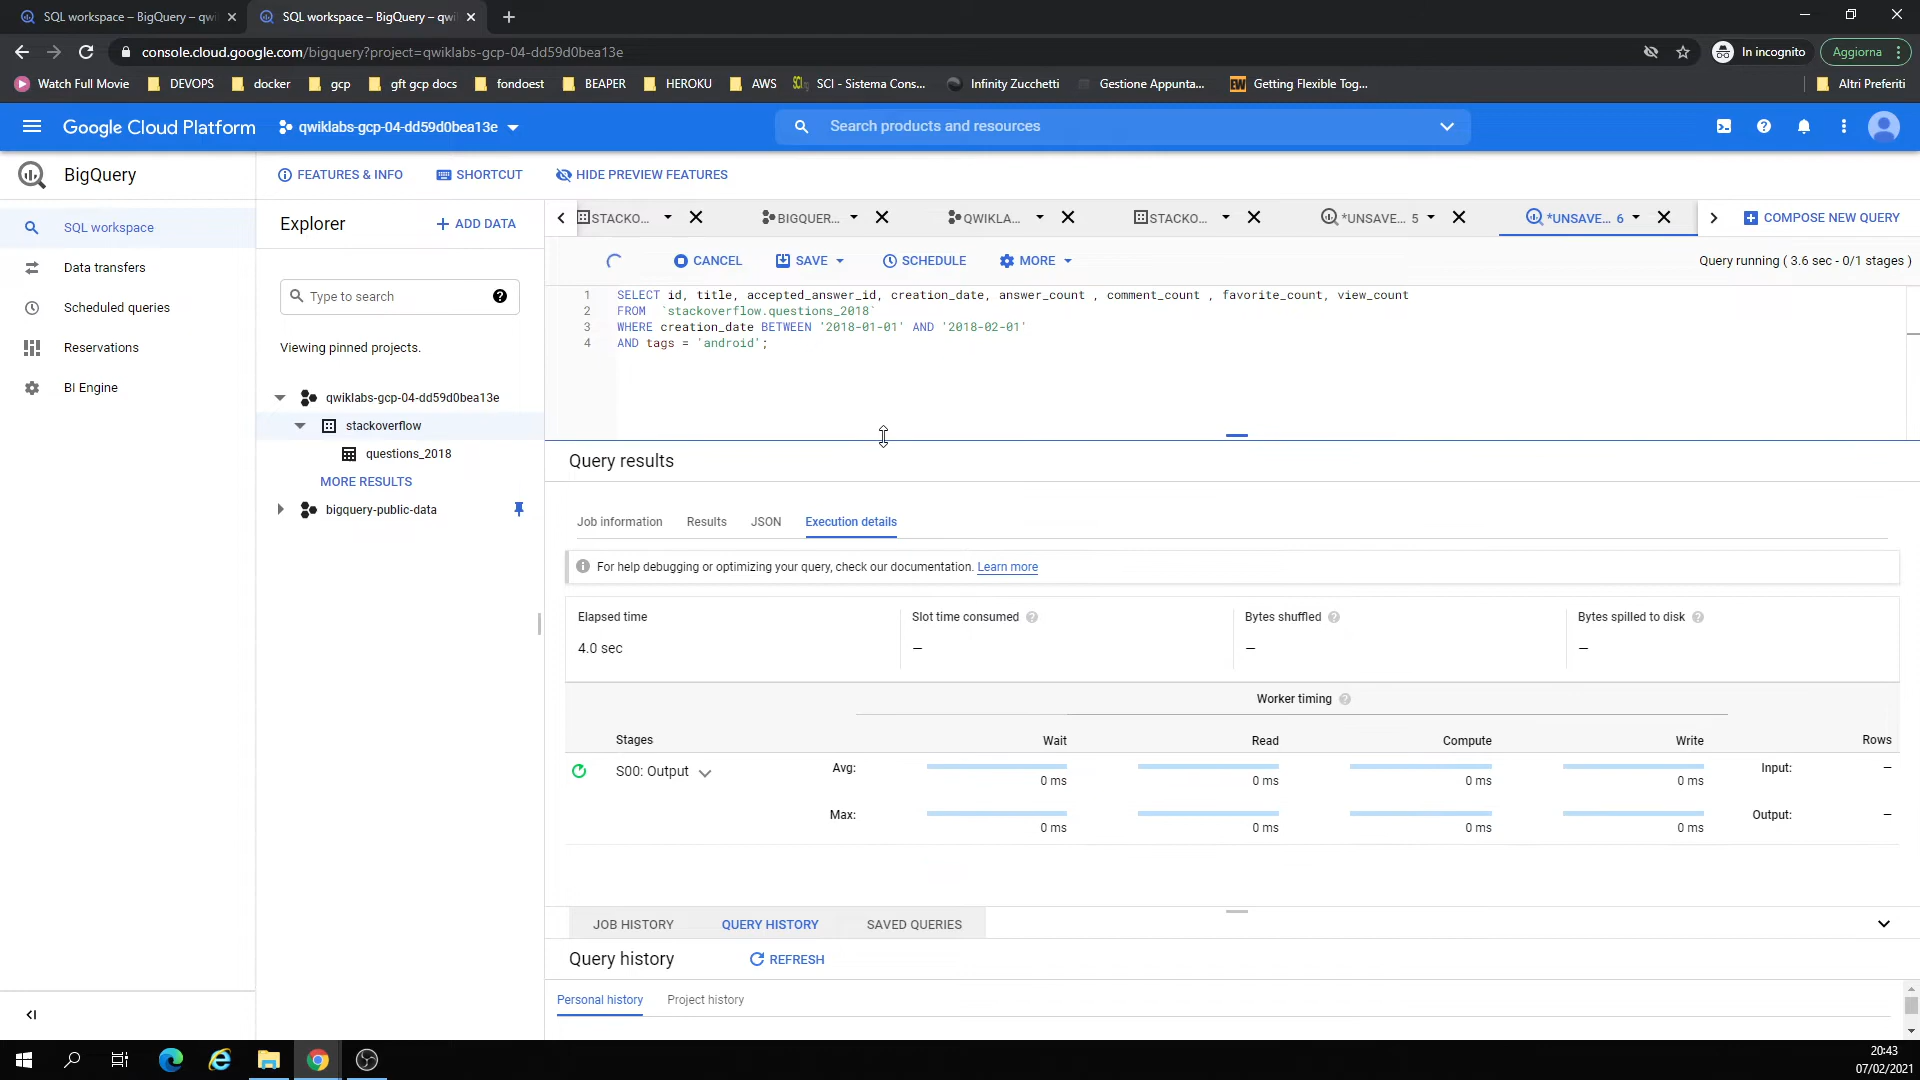 SQL workspace – BigQuery – qwi
SQL workspace – BigQuery – qwi
console.cloud.google.com/bigquery?project=qwiklabs-gcp-04-dd59d0bea13e
In incognito
Aggiorna
Watch Full Movie
DEVOPS
docker
gcp
gft gcp docs
fondoest
BEAPER
HEROKU
AWS
SCI - Sistema Cons...
Infinity Zucchetti
Gestione Appunta...
Getting Flexible Tog...
Altri Preferiti
Google Cloud Platform
qwiklabs-gcp-04-dd59d0bea13e
Search products and resources
BigQuery
FEATURES & INFO
SHORTCUT
HIDE PREVIEW FEATURES
SQL workspace
Data transfers
Scheduled queries
Reservations
BI Engine
Explorer
ADD DATA
Type to search
Viewing pinned projects.
qwiklabs-gcp-04-dd59d0bea13e
stackoverflow
questions_2018
MORE RESULTS
bigquery-public-data
STACKO...
BIGQUER...
QWIKLA...
STACKO...
*UNSAVE... 5
*UNSAVE... 6
COMPOSE NEW QUERY
CANCEL
SAVE
SCHEDULE
MORE
Query running ( 3.6 sec - 0/1 stages )
1 SELECT id, title, accepted_answer_id, creation_date, answer_count , comment_count , favorite_count, view_count
2 FROM `stackoverflow.questions_2018`
3 WHERE creation_date BETWEEN '2018-01-01' AND '2018-02-01'
4 AND tags = 'android';
Query results
Job information
Results
JSON
Execution details
For help debugging or optimizing your query, check our documentation. Learn more
Elapsed time
4.0 sec
Slot time consumed
—
Bytes shuffled
—
Bytes spilled to disk
—
Worker timing
Stages
Wait
Read
Compute
Write
Rows
S00: Output
Avg:
0 ms
0 ms
0 ms
0 ms
Input:
—
Max:
0 ms
0 ms
0 ms
0 ms
Output:
—
JOB HISTORY
QUERY HISTORY
SAVED QUERIES
Query history
REFRESH
Personal history
Project history
20:43
07/02/2021